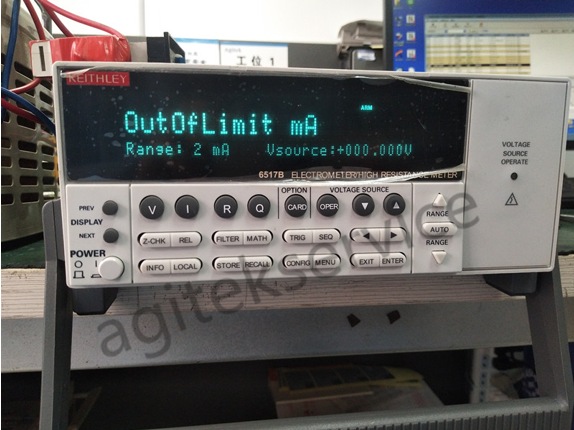 工位 1
KEITHLEY
ARM
OutOfLimit mA
Range: 2 mA Vsource:+000.000V
6517B ELECTROMETER/HIGH RESISTANCE METER
VOLTAGE
SOURCE
OPERATE
OPTION VOLTAGE SOURCE
PREV
DISPLAY
NEXT
V I R Q CARD OPER
RANGE
AUTO
RANGE
Z-CHK REL FILTER MATH TRIG SEQ
POWER
O I
INFO LOCAL STORE RECALL CONFIG MENU EXIT ENTER
agitekservice